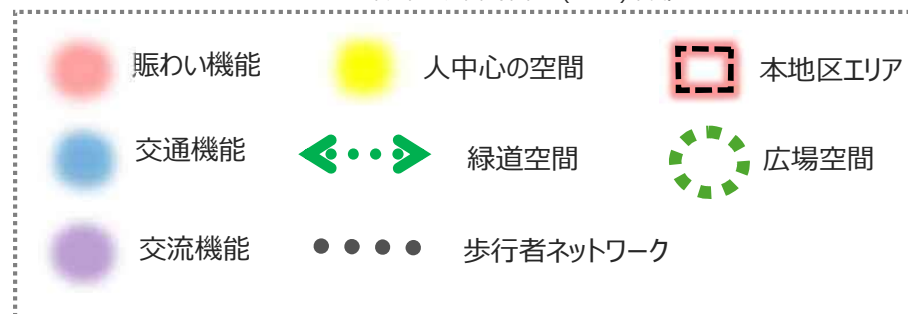 賑わい機能 人中心の空間 本地区エリア
交通機能 緑道空間 広場空間
交流機能 歩行者ネットワーク